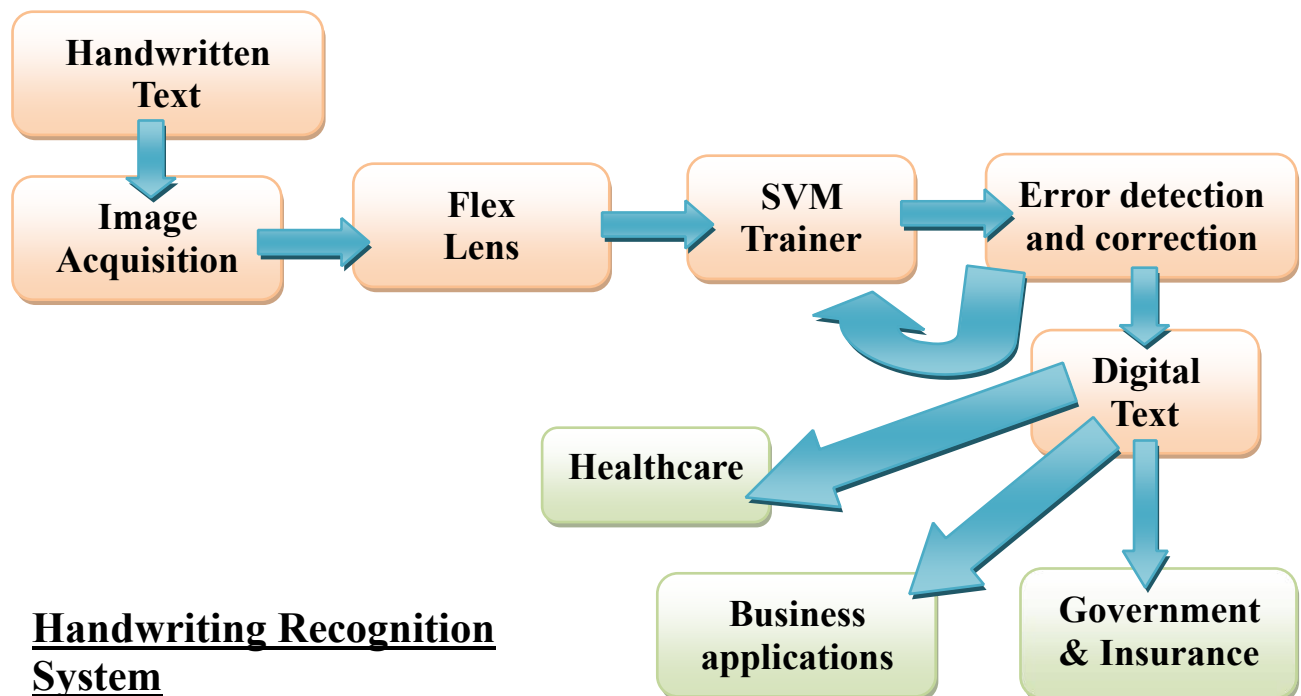 Handwritten
Text
Image
Acquisition
Flex
Lens
SVM
Trainer
Error detection
and correction
Digital
Text
Healthcare
Business
applications
Government
& Insurance
Handwriting Recognition
System